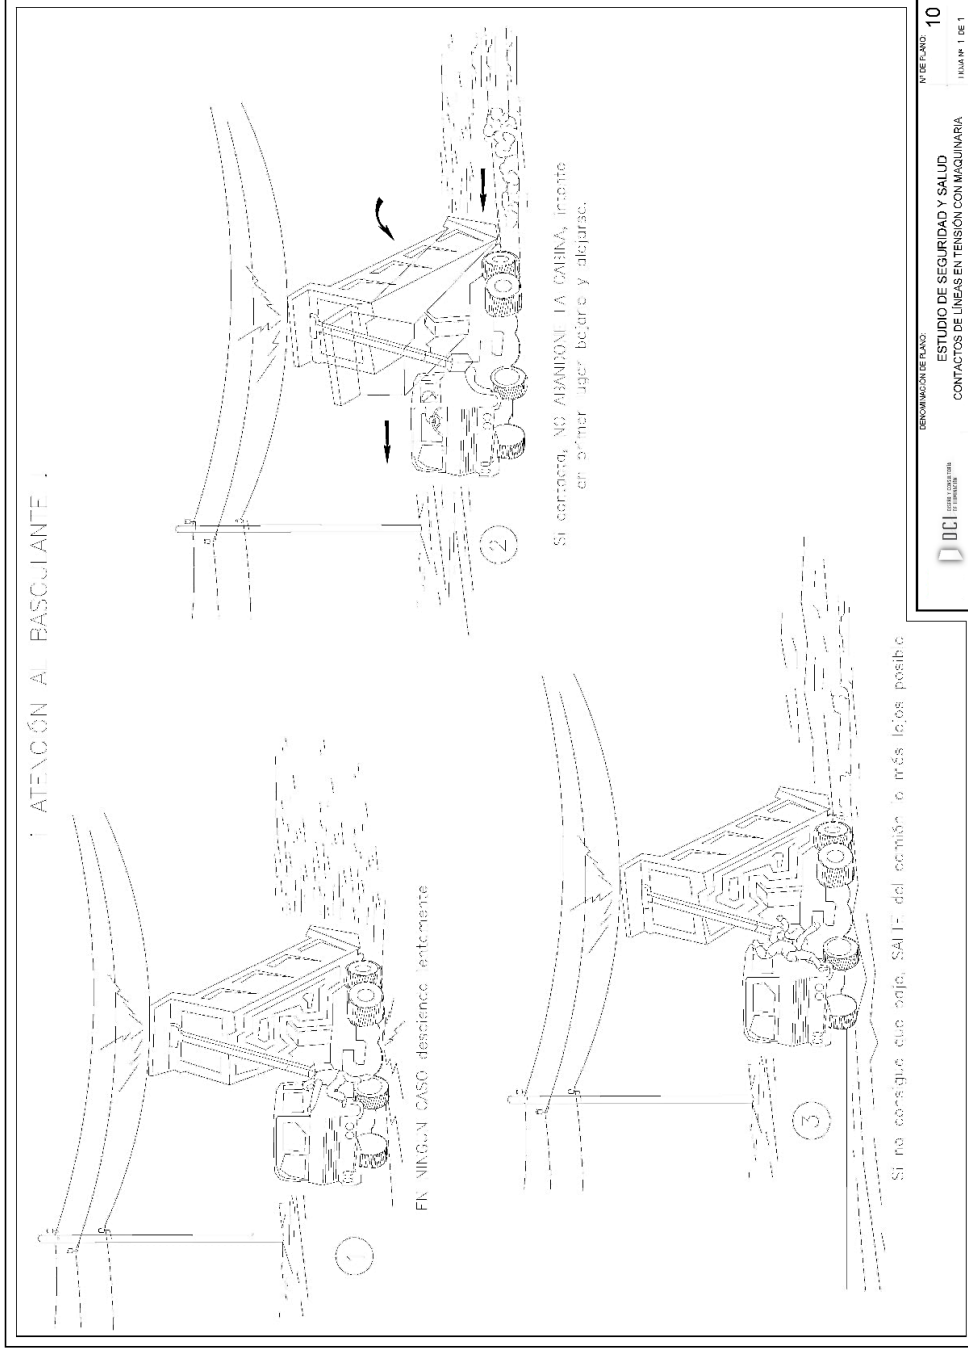 ¡ ATENCIÓN AL BASCULANTE !
1
EN NINGUN CASO descienda lentamente
2
Si contacta, NO ABANDONE LA CABINA, intente
en primer lugar bajarlo y alejarse.
3
Si no consigue que baje, SALTE del camión lo más lejos posible
DCI
DENOMINACIÓN DE PLANO:
ESTUDIO DE SEGURIDAD Y SALUD
CONTACTOS DE LÍNEAS EN TENSIÓN CON MAQUINARIA
Nº DE PLANO:
10
HOJA Nº 1 DE 1